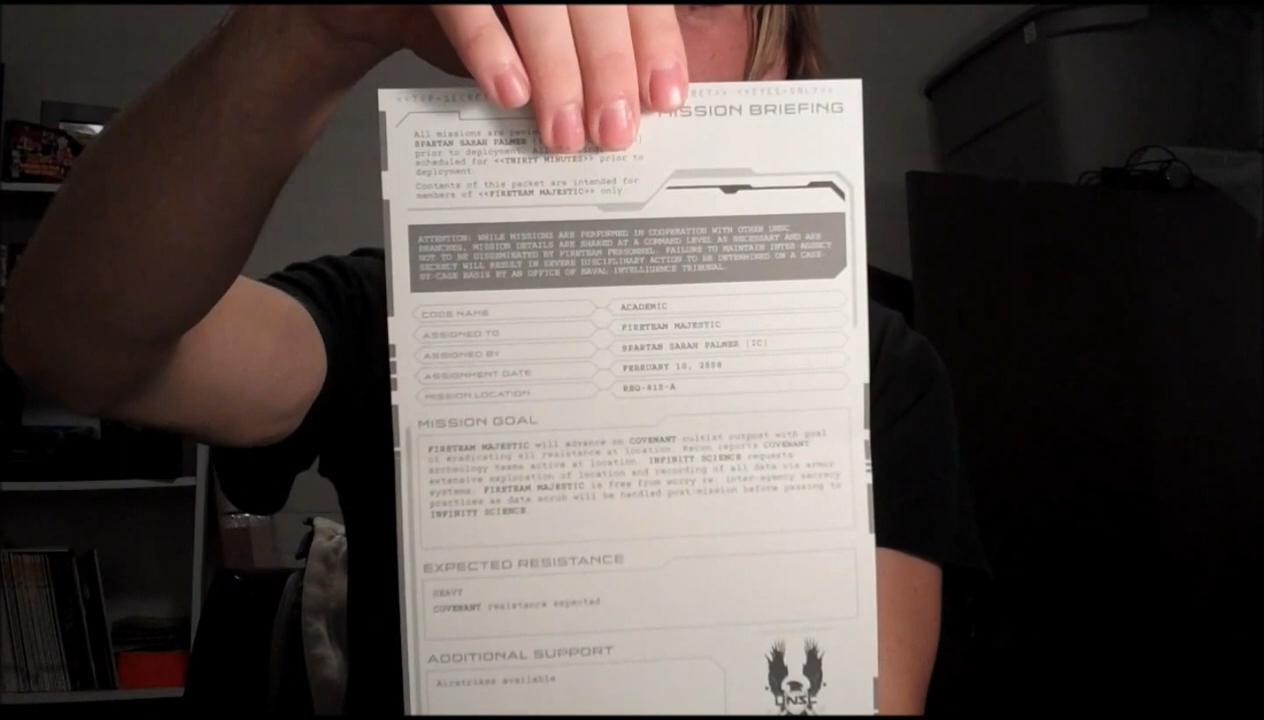 <<TOP-SECRET
<<EYES-ONLY>>
MISSION BRIEFING
All missions are
SPARTAN SARAH PALMER
prior to deployment.
scheduled for <<THIRTY MINUTES>> prior to
deployment.
Contents of this packet are intended for
members of <<FIRETEAM MAJESTIC>> only
ATTENTION: WHILE MISSIONS ARE PERFORMED IN COOPERATION WITH OTHER UNSC
BRANCHES, MISSION DETAILS ARE SHARED AT A COMMAND LEVEL AS NECESSARY AND ARE
NOT TO BE DISSEMINATED BY FIRETEAM PERSONNEL. FAILURE TO MAINTAIN INTER-AGENCY
SECRECY WILL RESULT IN SEVERE DISCIPLINARY ACTION TO BE DETERMINED ON A CASE-
BY-CASE BASIS BY AN OFFICE OF NAVAL INTELLIGENCE TRIBUNAL.
CODE NAME ACADEMIC
ASSIGNED TO FIRETEAM MAJESTIC
ASSIGNED BY SPARTAN SARAH PALMER [IC]
ASSIGNMENT DATE FEBRUARY 10, 2558
MISSION LOCATION REQ-
MISSION GOAL
FIRETEAM MAJESTIC will advance on COVENANT cultist outpost with goal
of eradicating all resistance at location. Recon reports COVENANT
archeology teams active at location. INFINITY SCIENCE requests
extensive exploration of location and recording of all data via armor
systems. FIRETEAM MAJESTIC is free from worry re: inter-agency secrecy
practices as data scrub will be handled post-mission before passing to
INFINITY SCIENCE
EXPECTED RESISTANCE
HEAVY
COVENANT resistance expected
ADDITIONAL SUPPORT
Airstrikes available
UNSC